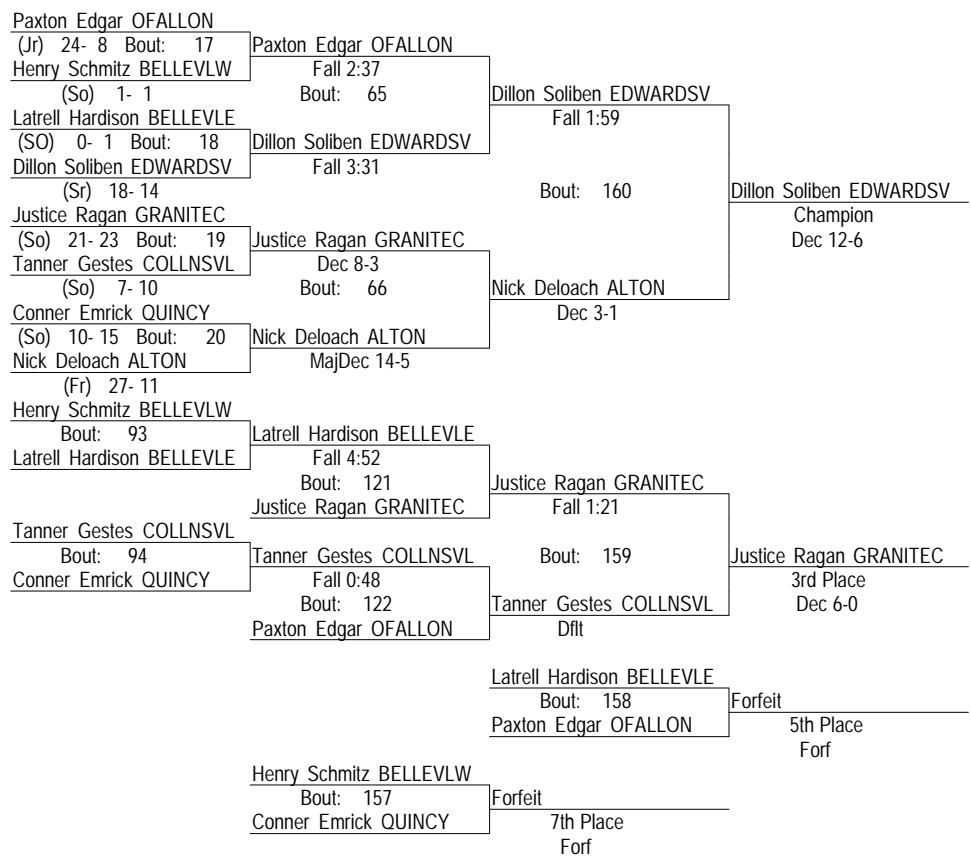 Paxton Edgar OFALLON
(Jr) 24- 8 Bout: 17 Paxton Edgar OFALLON
Henry Schmitz BELLEVLW Fall 2:37
(So) 1- 1 Bout: 65 Dillon Soliben EDWARDSV
Latrell Hardison BELLEVLE Fall 1:59
(SO) 0- 1 Bout: 18 Dillon Soliben EDWARDSV
Dillon Soliben EDWARDSV Fall 3:31
(Sr) 18- 14 Bout: 160 Dillon Soliben EDWARDSV
Justice Ragan GRANITEC Champion
(So) 21- 23 Bout: 19 Justice Ragan GRANITEC Dec 12-6
Tanner Gestes COLLNSVL Dec 8-3
(So) 7- 10 Bout: 66 Nick Deloach ALTON
Conner Emrick QUINCY Dec 3-1
(So) 10- 15 Bout: 20 Nick Deloach ALTON
Nick Deloach ALTON MajDec 14-5
(Fr) 27- 11
Henry Schmitz BELLEVLW
Bout: 93 Latrell Hardison BELLEVLE
Latrell Hardison BELLEVLE Fall 4:52
Bout: 121 Justice Ragan GRANITEC
Justice Ragan GRANITEC Fall 1:21
Tanner Gestes COLLNSVL
Bout: 94 Tanner Gestes COLLNSVL Bout: 159 Justice Ragan GRANITEC
Conner Emrick QUINCY Fall 0:48 3rd Place
Bout: 122 Tanner Gestes COLLNSVL Dec 6-0
Paxton Edgar OFALLON Dflt
Latrell Hardison BELLEVLE
Bout: 158 Forfeit
Paxton Edgar OFALLON 5th Place
Forf
Henry Schmitz BELLEVLW
Bout: 157 Forfeit
Conner Emrick QUINCY 7th Place
Forf